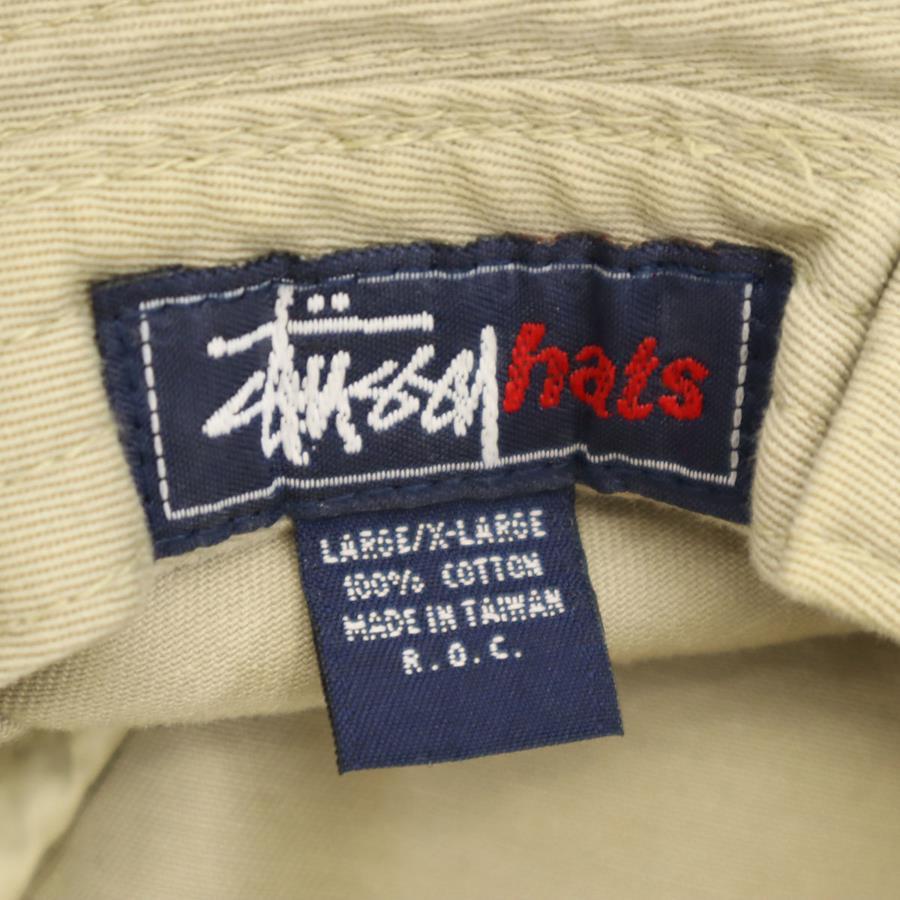 Stüssy hats
LARGE/X-LARGE
100% COTTON
MADE IN TAIWAN
R.O.C.